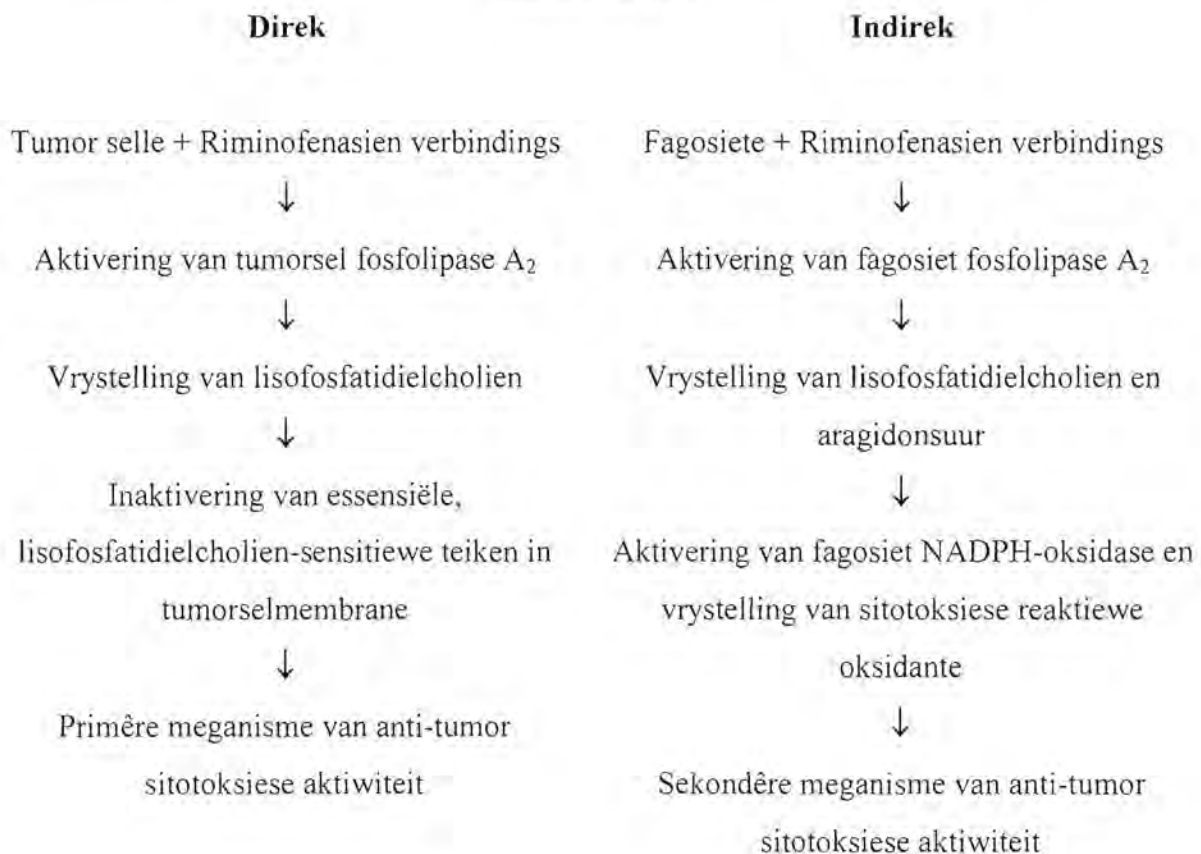 Direk
Tumor selle + Riminofenasien verbindings
↓
Aktivering van tumorsel fosfolipase A₂
↓
Vrystelling van lisofosfatidielcholien
↓
Inaktivering van essensiële,
lisofosfatidielcholien-sensitiewe teiken in
tumorselmembrane
↓
Primêre meganisme van anti-tumor
sitotoksiese aktiwiteit
Indirek
Fagosiete + Riminofenasien verbindings
↓
Aktivering van fagosiet fosfolipase A₂
↓
Vrystelling van lisofosfatidielcholien en
aragidonsuur
↓
Aktivering van fagosiet NADPH-oksidase en
vrystelling van sitotoksiese reaktiewe
oksidante
↓
Sekondêre meganisme van anti-tumor
sitotoksiese aktiwiteit